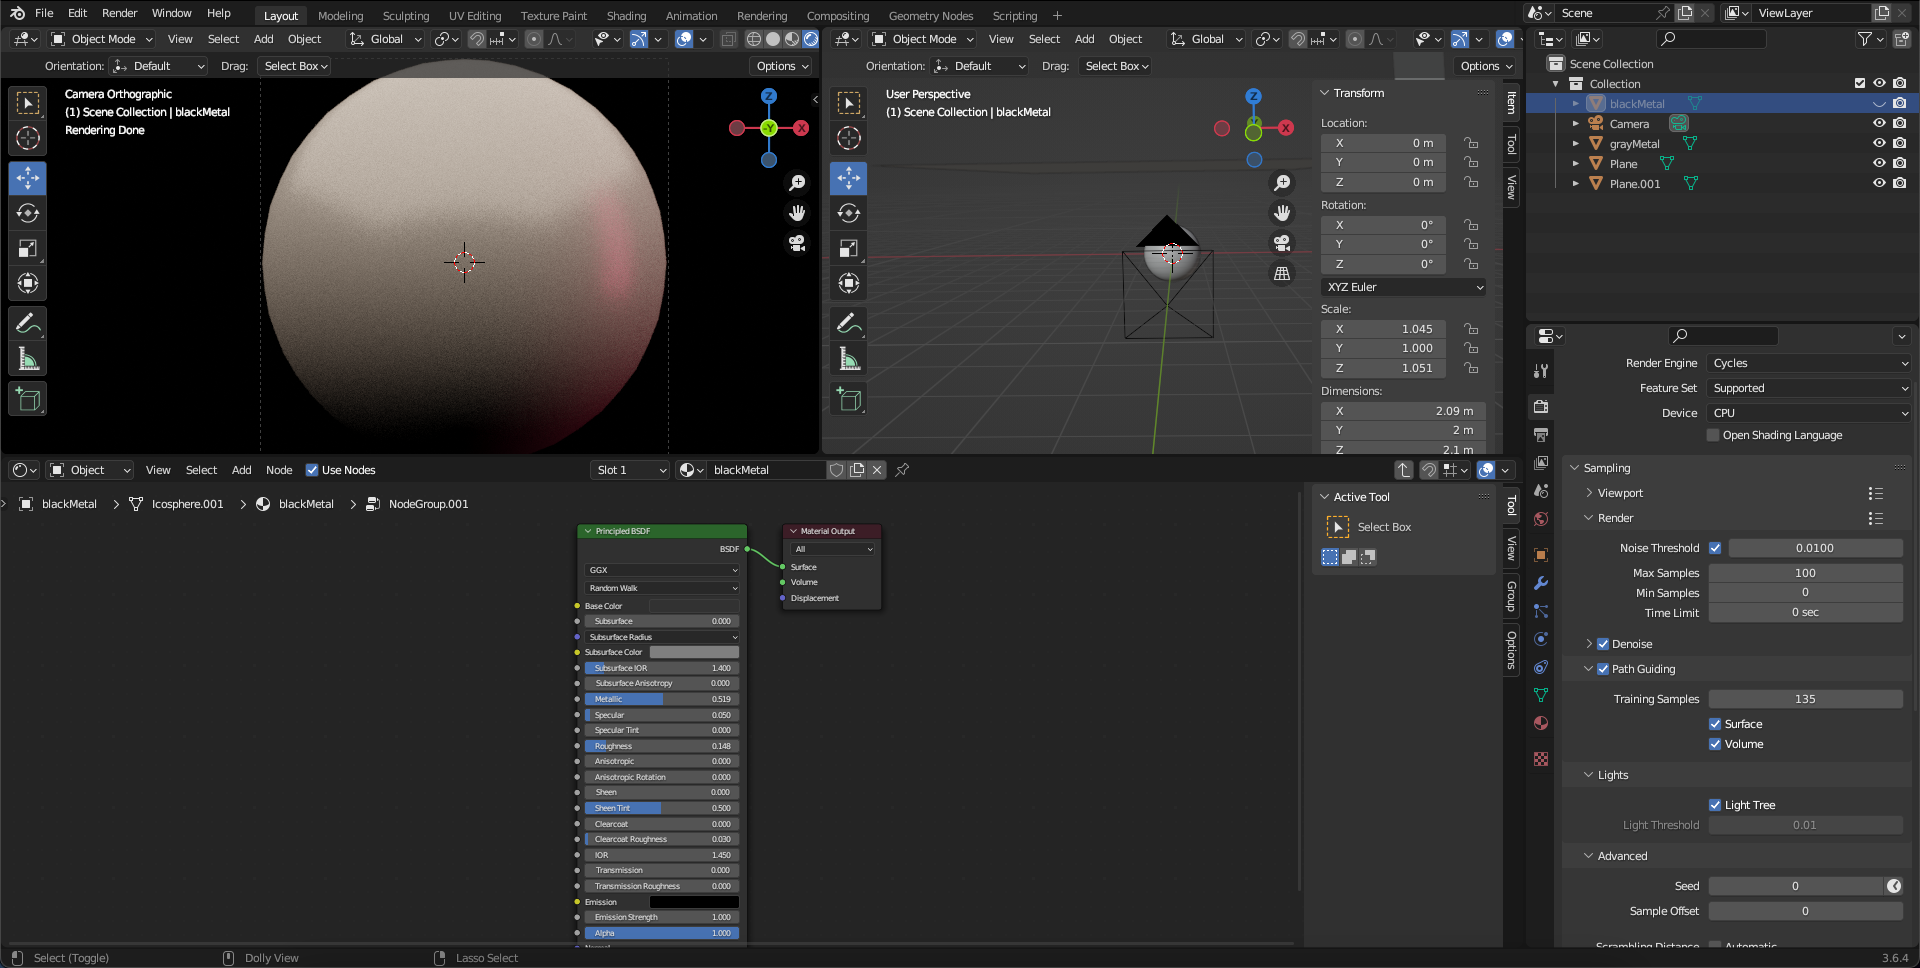 File Edit Render Window Help Layout Modeling Sculpting UV Editing Texture Paint Shading Animation Rendering Compositing Geometry Nodes Scripting + Scene ViewLayer
Object Mode View Select Add Object Global
Object Mode View Select Add Object Global
Orientation: Default Drag: Select Box Options
Orientation: Default Drag: Select Box Options
Camera Orthographic
(1) Scene Collection | blackMetal
Rendering Done
Z
-Y
X
User Perspective
(1) Scene Collection | blackMetal
Z
X
Transform
Location:
X 0 m
Y 0 m
Z 0 m
Rotation:
X 0°
Y 0°
Z 0°
XYZ Euler
Scale:
X 1.045
Y 1.000
Z 1.051
Dimensions:
X 2.09 m
Y 2 m
Z 2.1 m
Item
Tool
View
Scene Collection
Collection
blackMetal
Camera
grayMetal
Plane
Plane.001
Object View Select Add Node Use Nodes Slot 1 blackMetal
blackMetal > Icosphere.001 > blackMetal > NodeGroup.001
Principled BSDF
BSDF
GGX
Random Walk
Base Color
Subsurface 0.000
Subsurface Radius
Subsurface Color
Subsurface IOR 1.400
Subsurface Anisotropy 0.000
Metallic 0.519
Specular 0.050
Specular Tint 0.000
Roughness 0.148
Anisotropic 0.000
Anisotropic Rotation 0.000
Sheen 0.000
Sheen Tint 0.500
Clearcoat 0.000
Clearcoat Roughness 0.030
IOR 1.450
Transmission 0.000
Transmission Roughness 0.000
Emission
Emission Strength 1.000
Alpha 1.000
Normal
Material Output
All
Surface
Volume
Displacement
Active Tool
Select Box
Tool
View
Group
Options
Render Engine Cycles
Feature Set Supported
Device CPU
Open Shading Language
Sampling
Viewport
Render
Noise Threshold 0.0100
Max Samples 100
Min Samples 0
Time Limit 0 sec
Denoise
Path Guiding
Training Samples 135
Surface
Volume
Lights
Light Tree
Light Threshold 0.01
Advanced
Seed 0
Sample Offset 0
Scrambling Distance Automatic
Select (Toggle) Dolly View Lasso Select 3.6.4